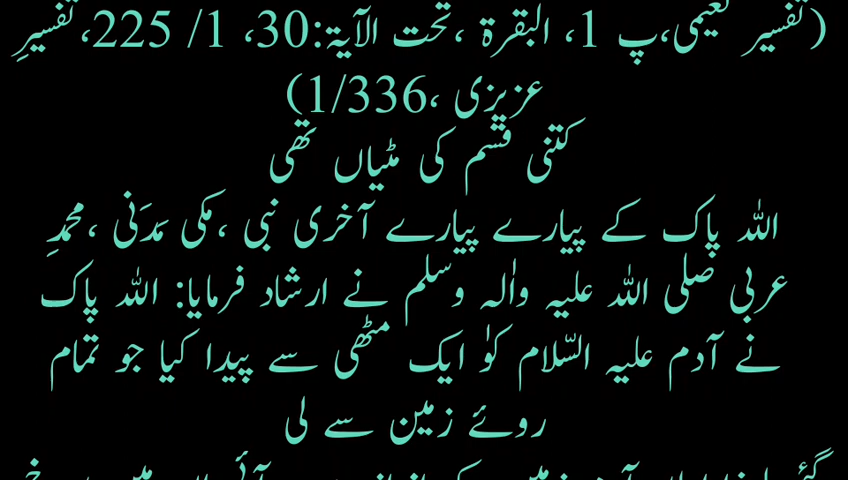 (تفسیر نعیمی،پ 1، البقرۃ ،تحت الآیۃ:30، 1/ 225،تفسیرِ
عزیزی ،1/336)
کتنی قسم کی مٹیاں تھی
اللہ پاک کے پیارے پیارے آخری نبی ،مکی مَدَنی ،محمدِ
عربی صلی اللہ علیہ واٰلہ وسلم نے ارشاد فرمایا: اللہ پاک
نے آدم علیہ السّلام کوٰ ایک مٹھی سے پیدا کیا جو تمام
روئے زمین سے لی